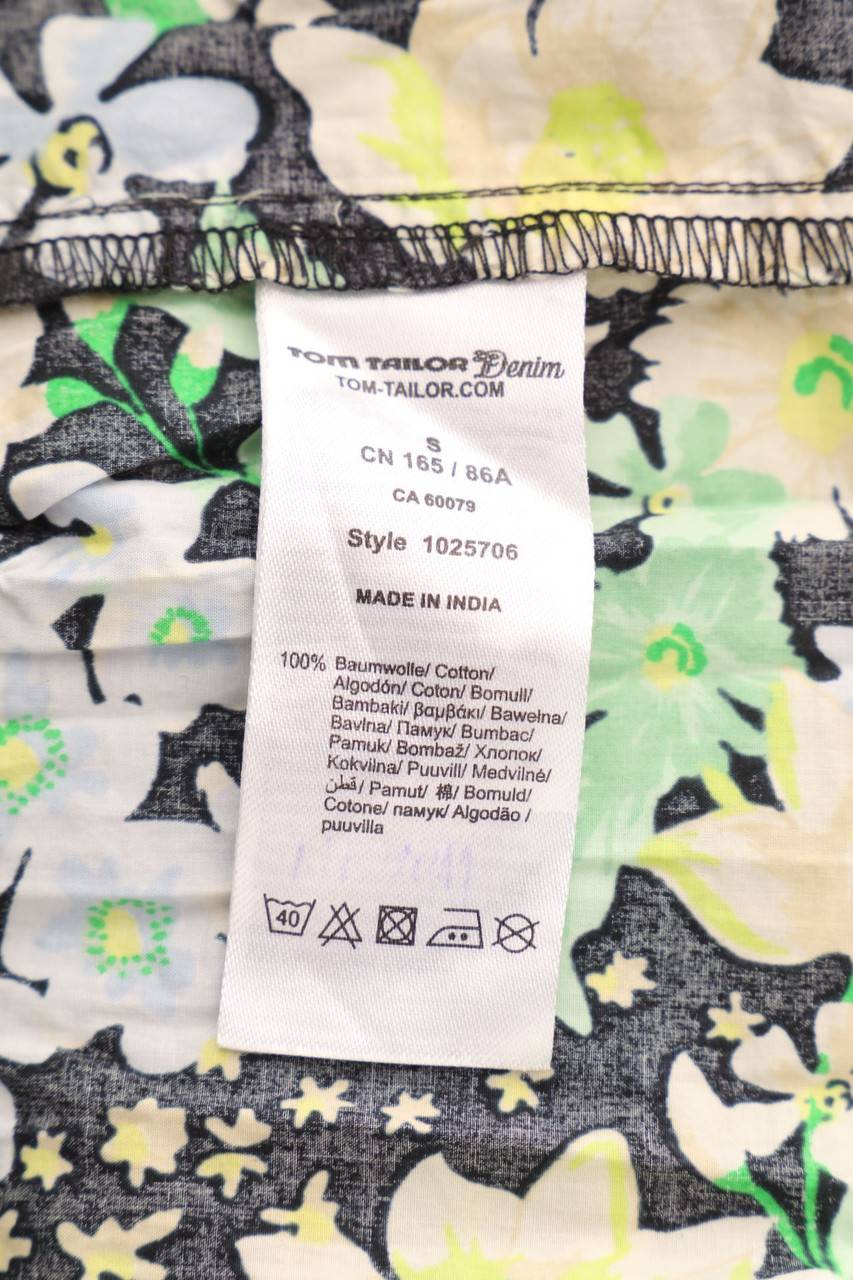 TOM TAILOR Denim
TOM-TAILOR.COM
S
CN 165 / 86A
CA 60079
Style 1025706
MADE IN INDIA
100% Baumwolle/ Cotton/
Algodón/ Coton/ Bomull/
Bambaki/ βαμβάκι/ Bawełna/
Bavlna/ Памук/ Bumbac/
Pamuk/ Bombaž/ Хлопок/
Kokvilna/ Puuvill/ Medvilnė/
قطن/ Pamut/ 棉/ Bomuld/
Cotone/ памук/ Algodão /
puuvilla
40